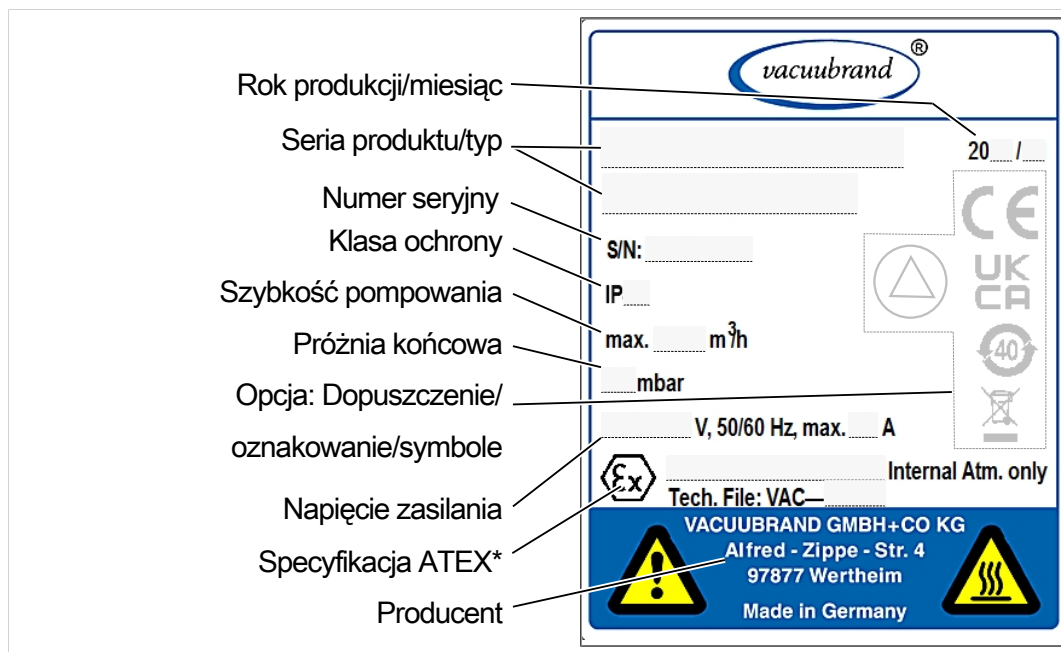 Rok produkcji/miesiąc
Seria produktu/typ
Numer seryjny
Klasa ochrony
Szybkość pompowania
Próżnia końcowa
Opcja: Dopuszczenie/
oznakowanie/symbole
Napięcie zasilania
Specyfikacja ATEX*
Producent
vacuubrand®
20 /
S/N:
IP
max. m³/h
mbar
V, 50/60 Hz, max. A
Internal Atm. only
Tech. File: VAC—
CE
UK
CA
40
Ex
VACUUBRAND GMBH+CO KG
Alfred - Zippe - Str. 4
97877 Wertheim
Made in Germany